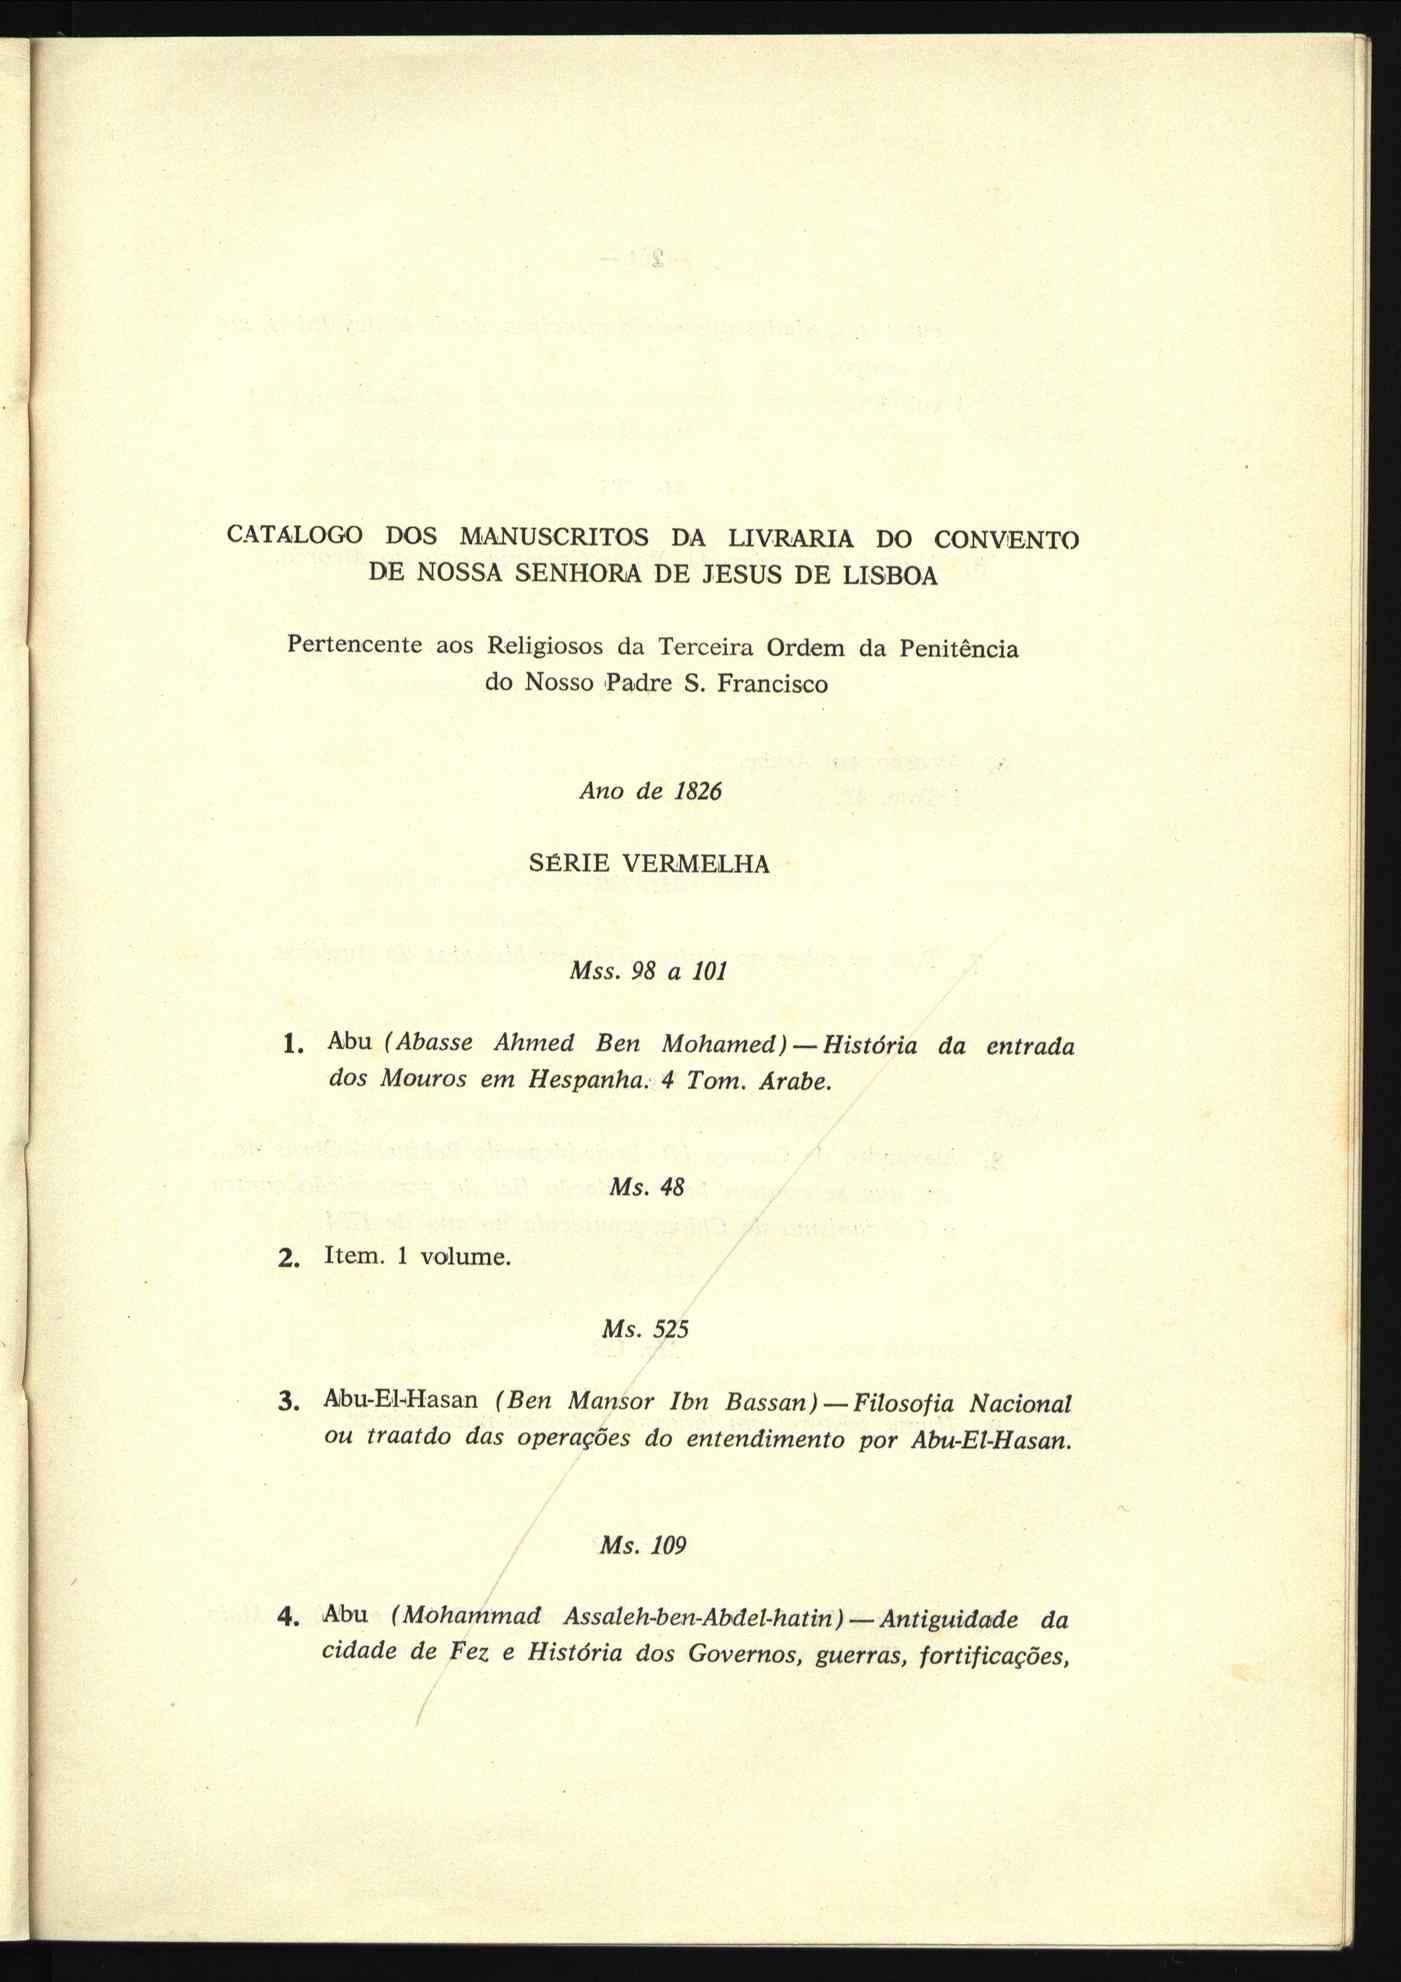 CATÁLOGO DOS MANUSCRITOS DA LIVRARIA DO CONVENTO
DE NOSSA SENHORA DE JESUS DE LISBOA
Pertencente aos Religiosos da Terceira Ordem da Penitência
do Nosso Padre S. Francisco
Ano de 1826
SÉRIE VERMELHA
Mss. 98 a 101
1. Abu (Abasse Ahmed Ben Mohamed) — História da entrada
dos Mouros em Hespanha. 4 Tom. Árabe.
Ms. 48
2. Item. 1 volume.
Ms. 525
3. Abu-El-Hasan (Ben Mansor Ibn Bassan) — Filosofia Nacional
ou traatdo das operações do entendimento por Abu-El-Hasan.
Ms. 109
4. Abu (Mohammad Assaleh-ben-Abdel-hatin) — Antiguidade da
cidade de Fez e História dos Governos, guerras, fortificações,